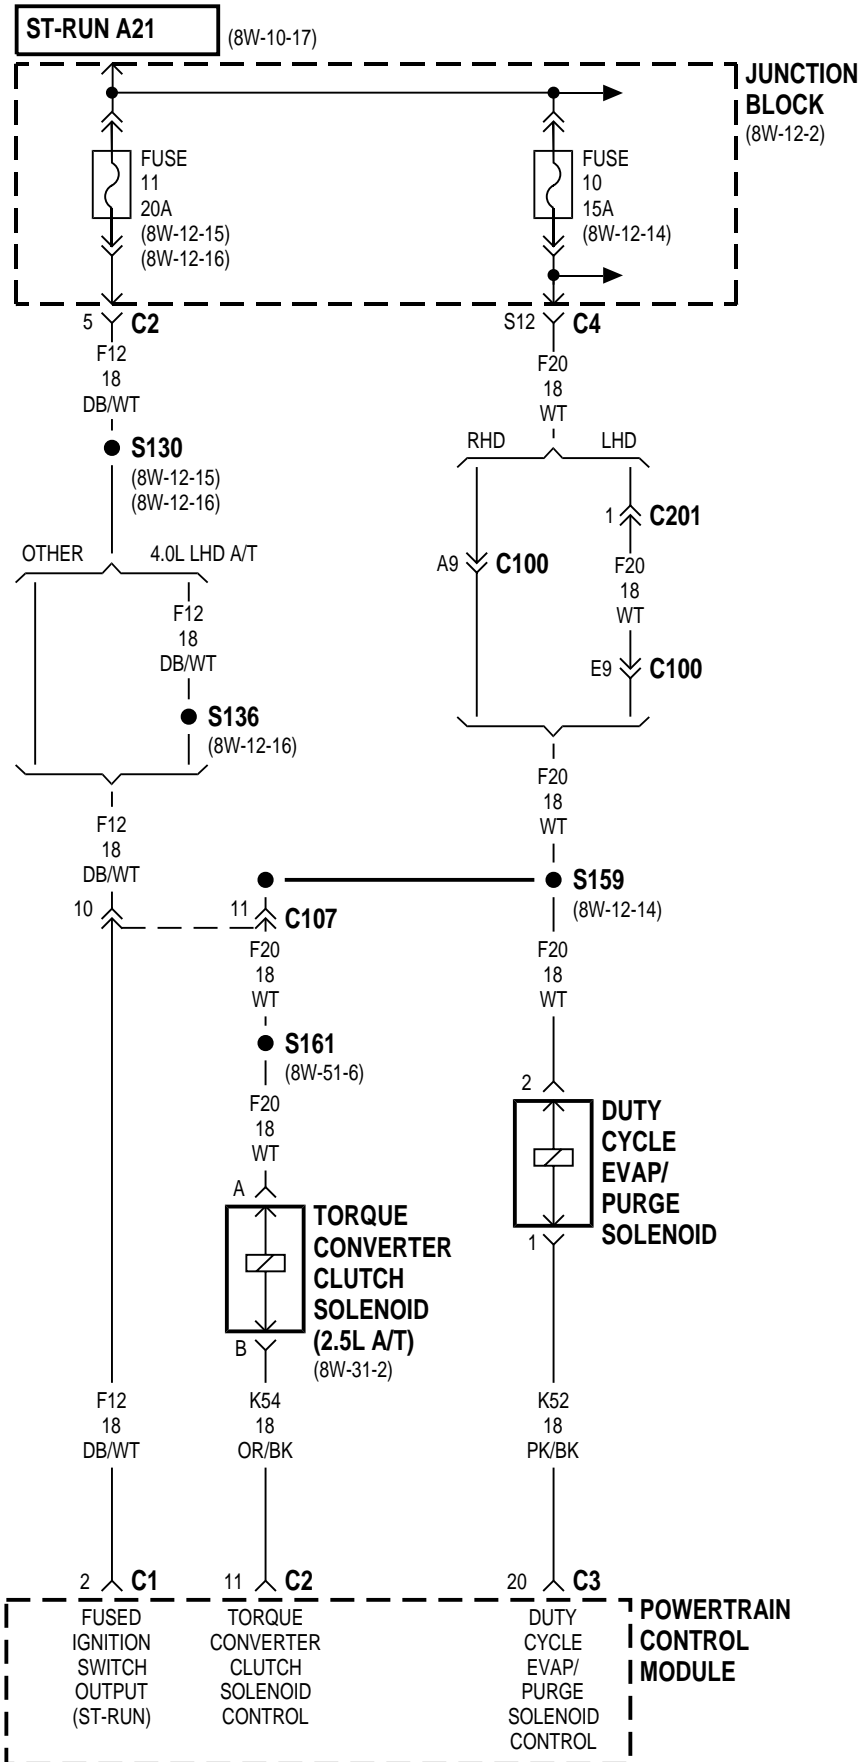 ST-RUN A21
(8W-10-17)
JUNCTION
BLOCK
(8W-12-2)
FUSE
11
20A
(8W-12-15)
(8W-12-16)
FUSE
10
15A
(8W-12-14)
5
C2
S12
C4
F12
18
DB/WT
F20
18
WT
S130
(8W-12-15)
(8W-12-16)
RHD
LHD
1
C201
A9
C100
F20
18
WT
E9
C100
OTHER
4.0L LHD A/T
F12
18
DB/WT
S136
(8W-12-16)
F12
18
DB/WT
F20
18
WT
S159
(8W-12-14)
10
11
C107
F20
18
WT
F20
18
WT
S161
(8W-51-6)
F20
18
WT
2
DUTY
CYCLE
EVAP/
PURGE
SOLENOID
1
A
TORQUE
CONVERTER
CLUTCH
SOLENOID
(2.5L A/T)
(8W-31-2)
B
F12
18
DB/WT
K54
18
OR/BK
K52
18
PK/BK
2
C1
11
C2
20
C3
FUSED
IGNITION
SWITCH
OUTPUT
(ST-RUN)
TORQUE
CONVERTER
CLUTCH
SOLENOID
CONTROL
DUTY
CYCLE
EVAP/
PURGE
SOLENOID
CONTROL
POWERTRAIN
CONTROL
MODULE